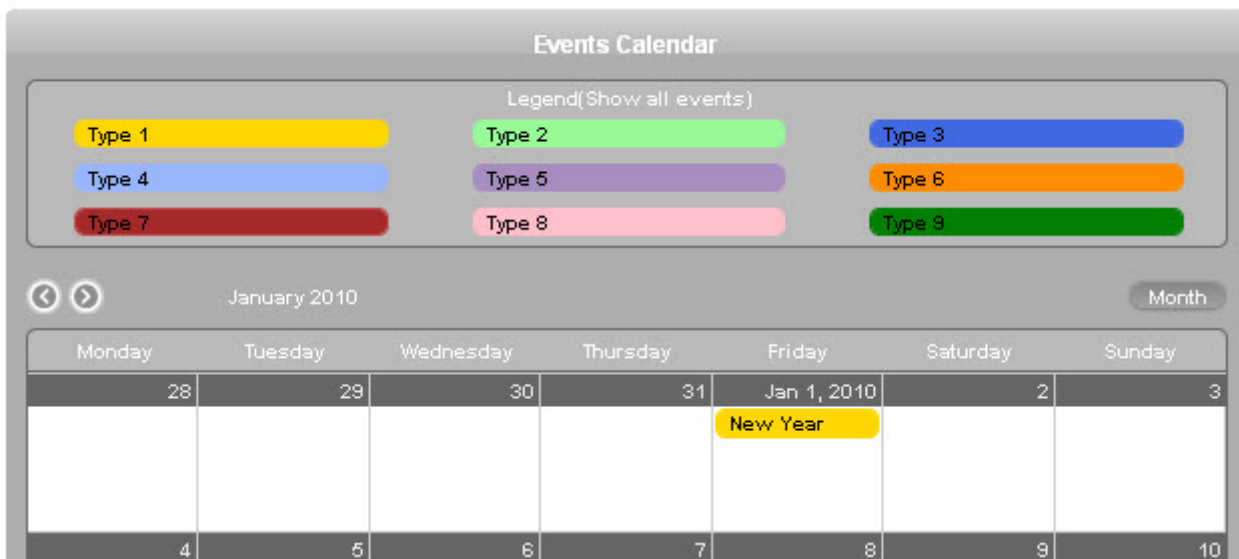 Events Calendar
Legend(Show all events)
Type 1 Type 2 Type 3
Type 4 Type 5 Type 6
Type 7 Type 8 Type 9
January 2010 Month
Monday Tuesday Wednesday Thursday Friday Saturday Sunday
28 29 30 31 Jan 1, 2010 2 3
New Year
4 5 6 7 8 9 10